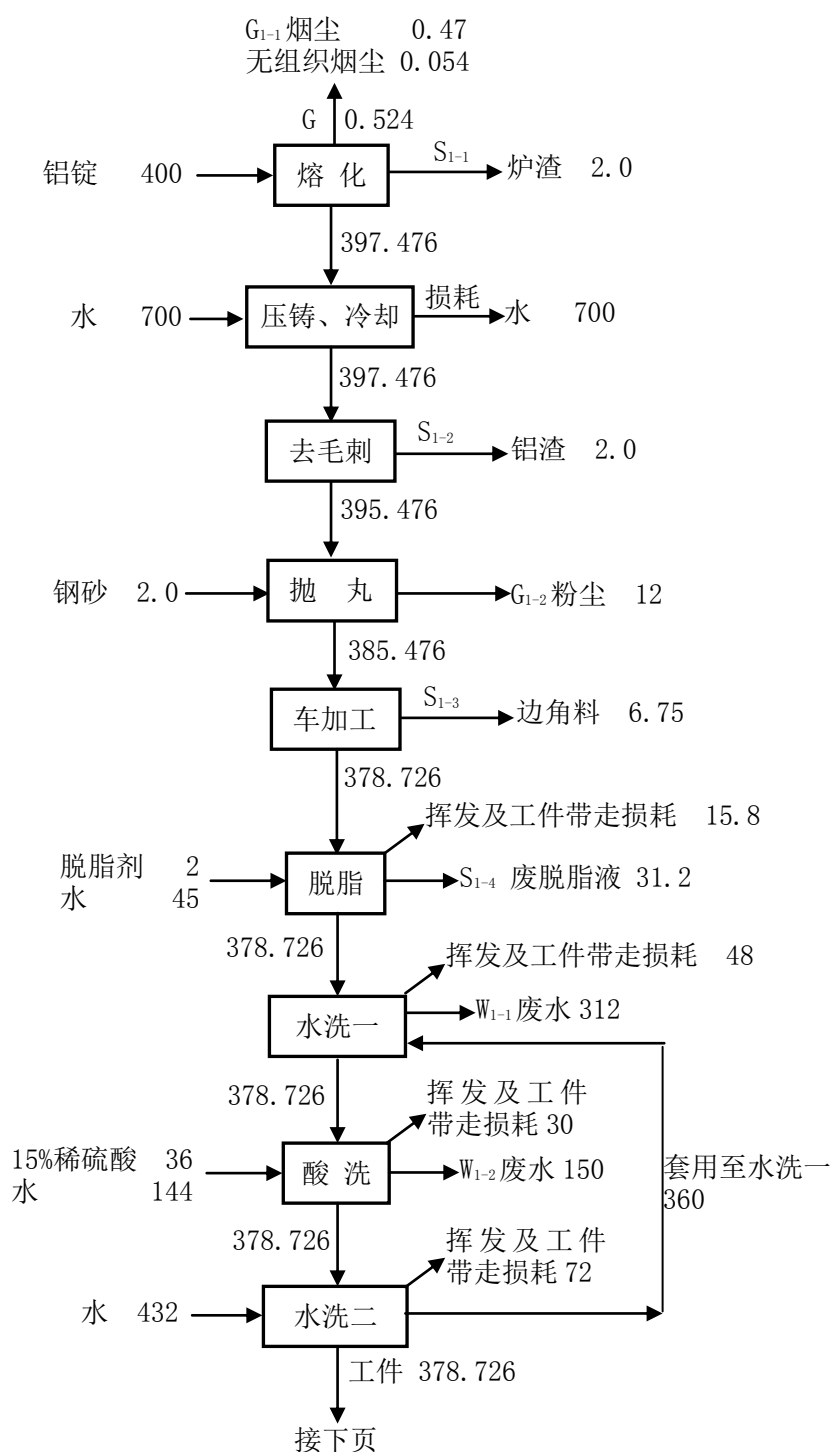 G₁₋₁烟尘 0.47
无组织烟尘 0.054
G 0.524
铝锭 400
熔 化
S₁₋₁
炉渣 2.0
397.476
水 700
压铸、冷却
损耗
水 700
397.476
去毛刺
S₁₋₂
铝渣 2.0
395.476
钢砂 2.0
抛 丸
G₁₋₂粉尘 12
385.476
车加工
S₁₋₃
边角料 6.75
378.726
挥发及工件带走损耗 15.8
脱脂剂 2
水 45
脱脂
S₁₋₄ 废脱脂液 31.2
378.726
挥发及工件带走损耗 48
水洗一
W₁₋₁废水 312
378.726
挥发及工件
带走损耗 30
15%稀硫酸 36
水 144
酸 洗
W₁₋₂废水 150
套用至水洗一
360
378.726
挥发及工件
带走损耗 72
水 432
水洗二
工件 378.726
接下页